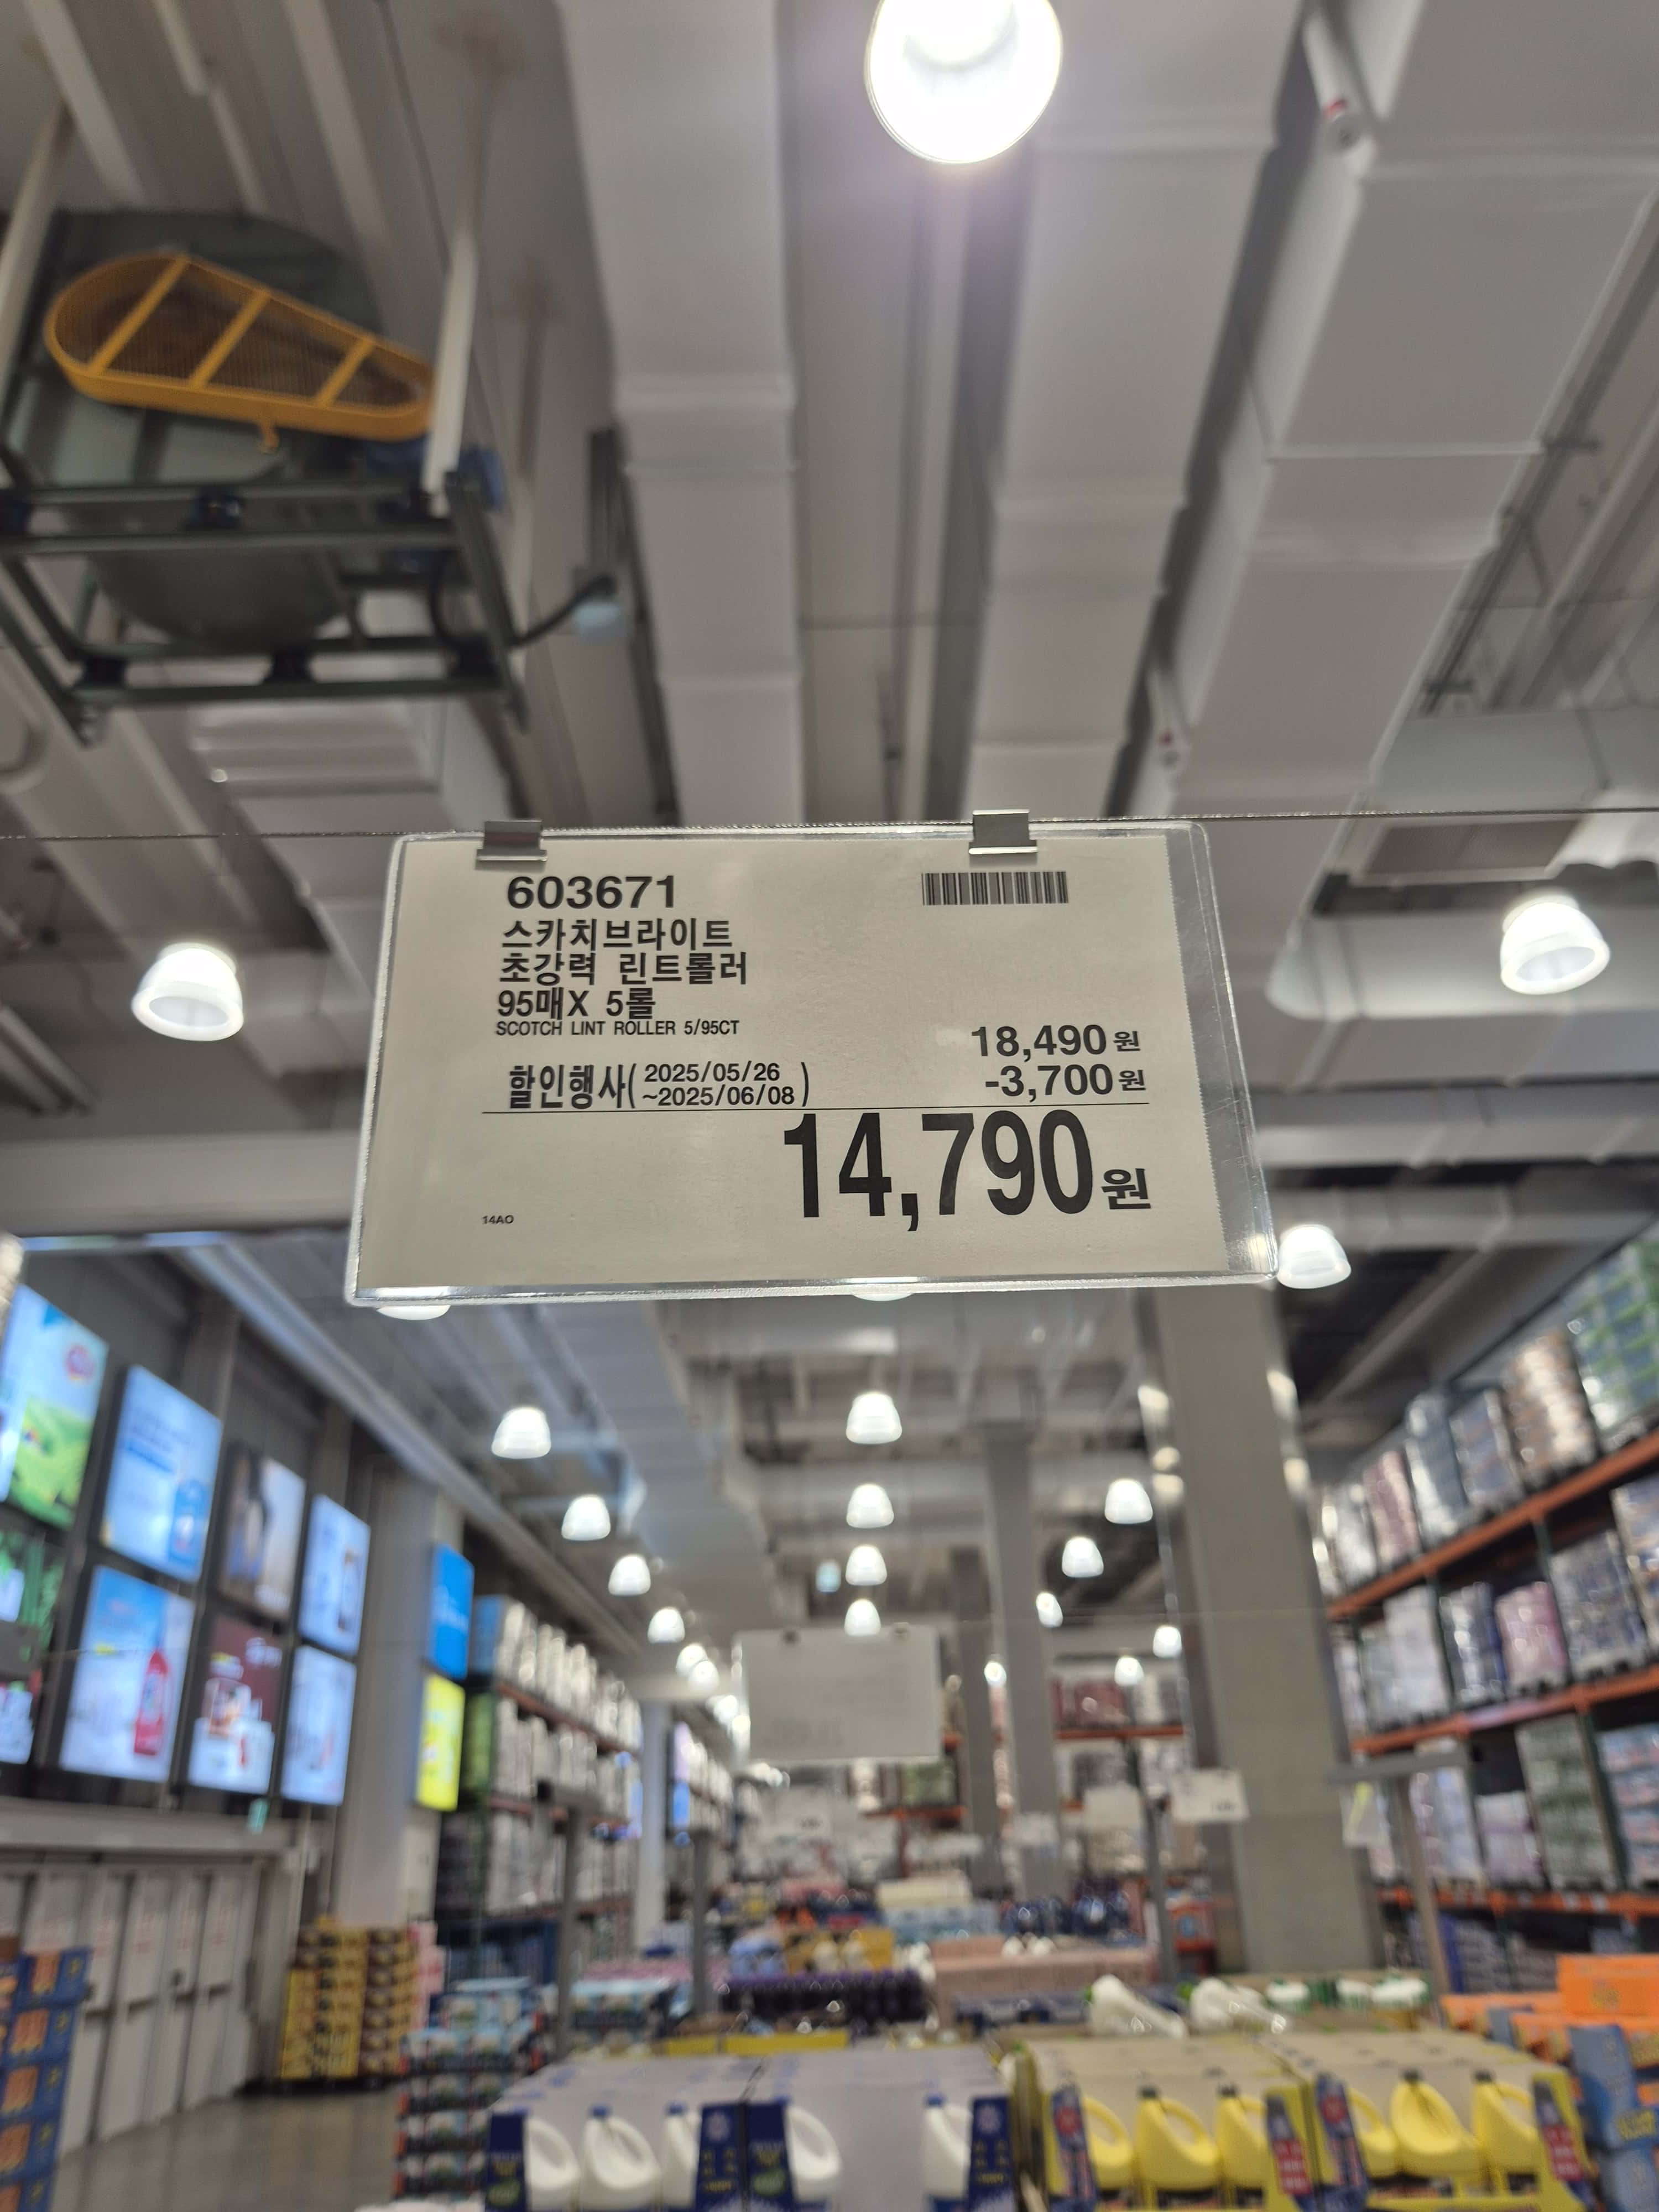 603671
스카치브라이트
초강력 린트롤러
95매X 5롤
SCOTCH LINT ROLLER 5/95CT
18,490원
할인행사( 2025/05/26 ~2025/06/08 )
-3,700원
14,790원
14AO